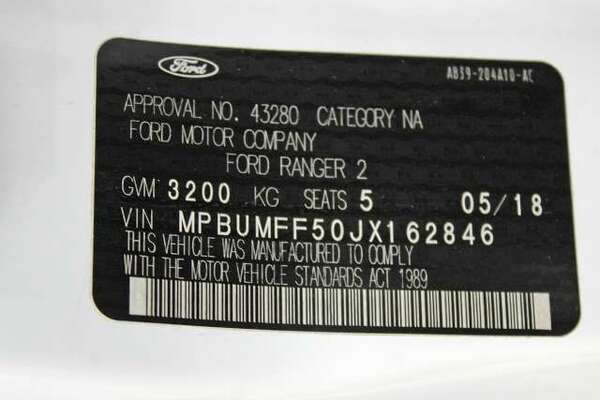 Ford
AB39-204A10-AC
APPROVAL NO. 43280 CATEGORY NA
FORD MOTOR COMPANY
FORD RANGER 2
GVM 3200 KG SEATS 5 05/18
VIN MPBUMFF50JX162846
THIS VEHICLE WAS MANUFACTURED TO COMPLY
WITH THE MOTOR VEHICLE STANDARDS ACT 1989